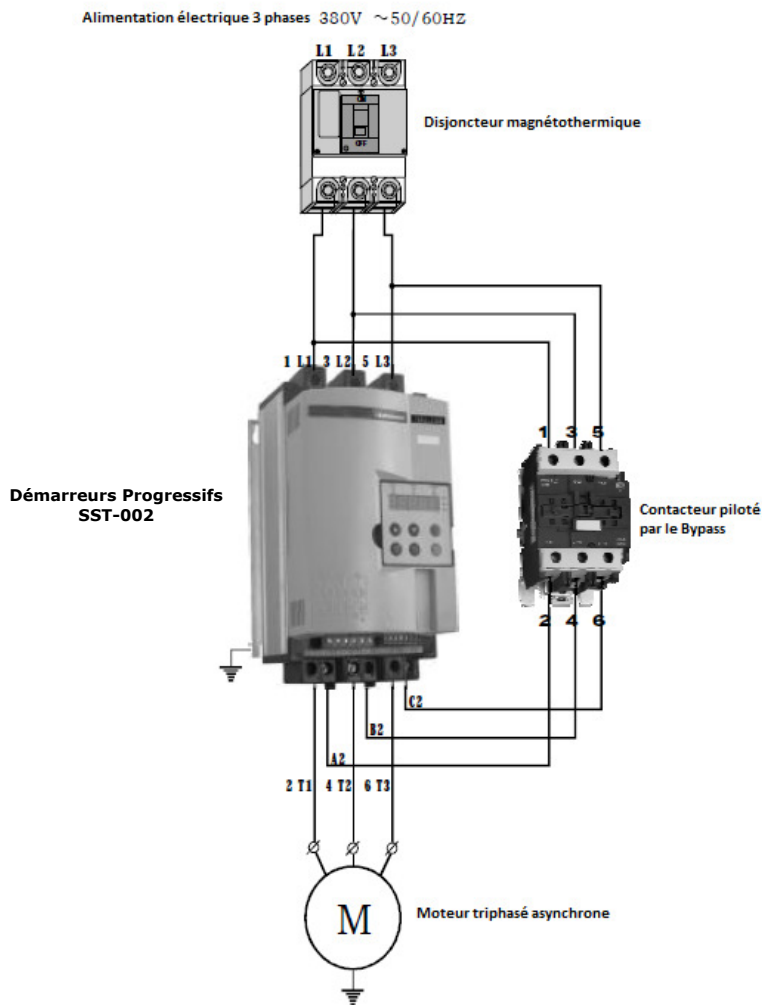 Alimentation électrique 3 phases 380V ~50/60HZ
L1 L2 L3
Disjoncteur magnétothermique
ON
OFF
1 L1 3 L2 5 L3
1 3 5
Démarreurs Progressifs
SST-002
Contacteur piloté
par le Bypass
2 4 6
C2
B2
A2
2 T1 4 T2 6 T3
M
Moteur triphasé asynchrone